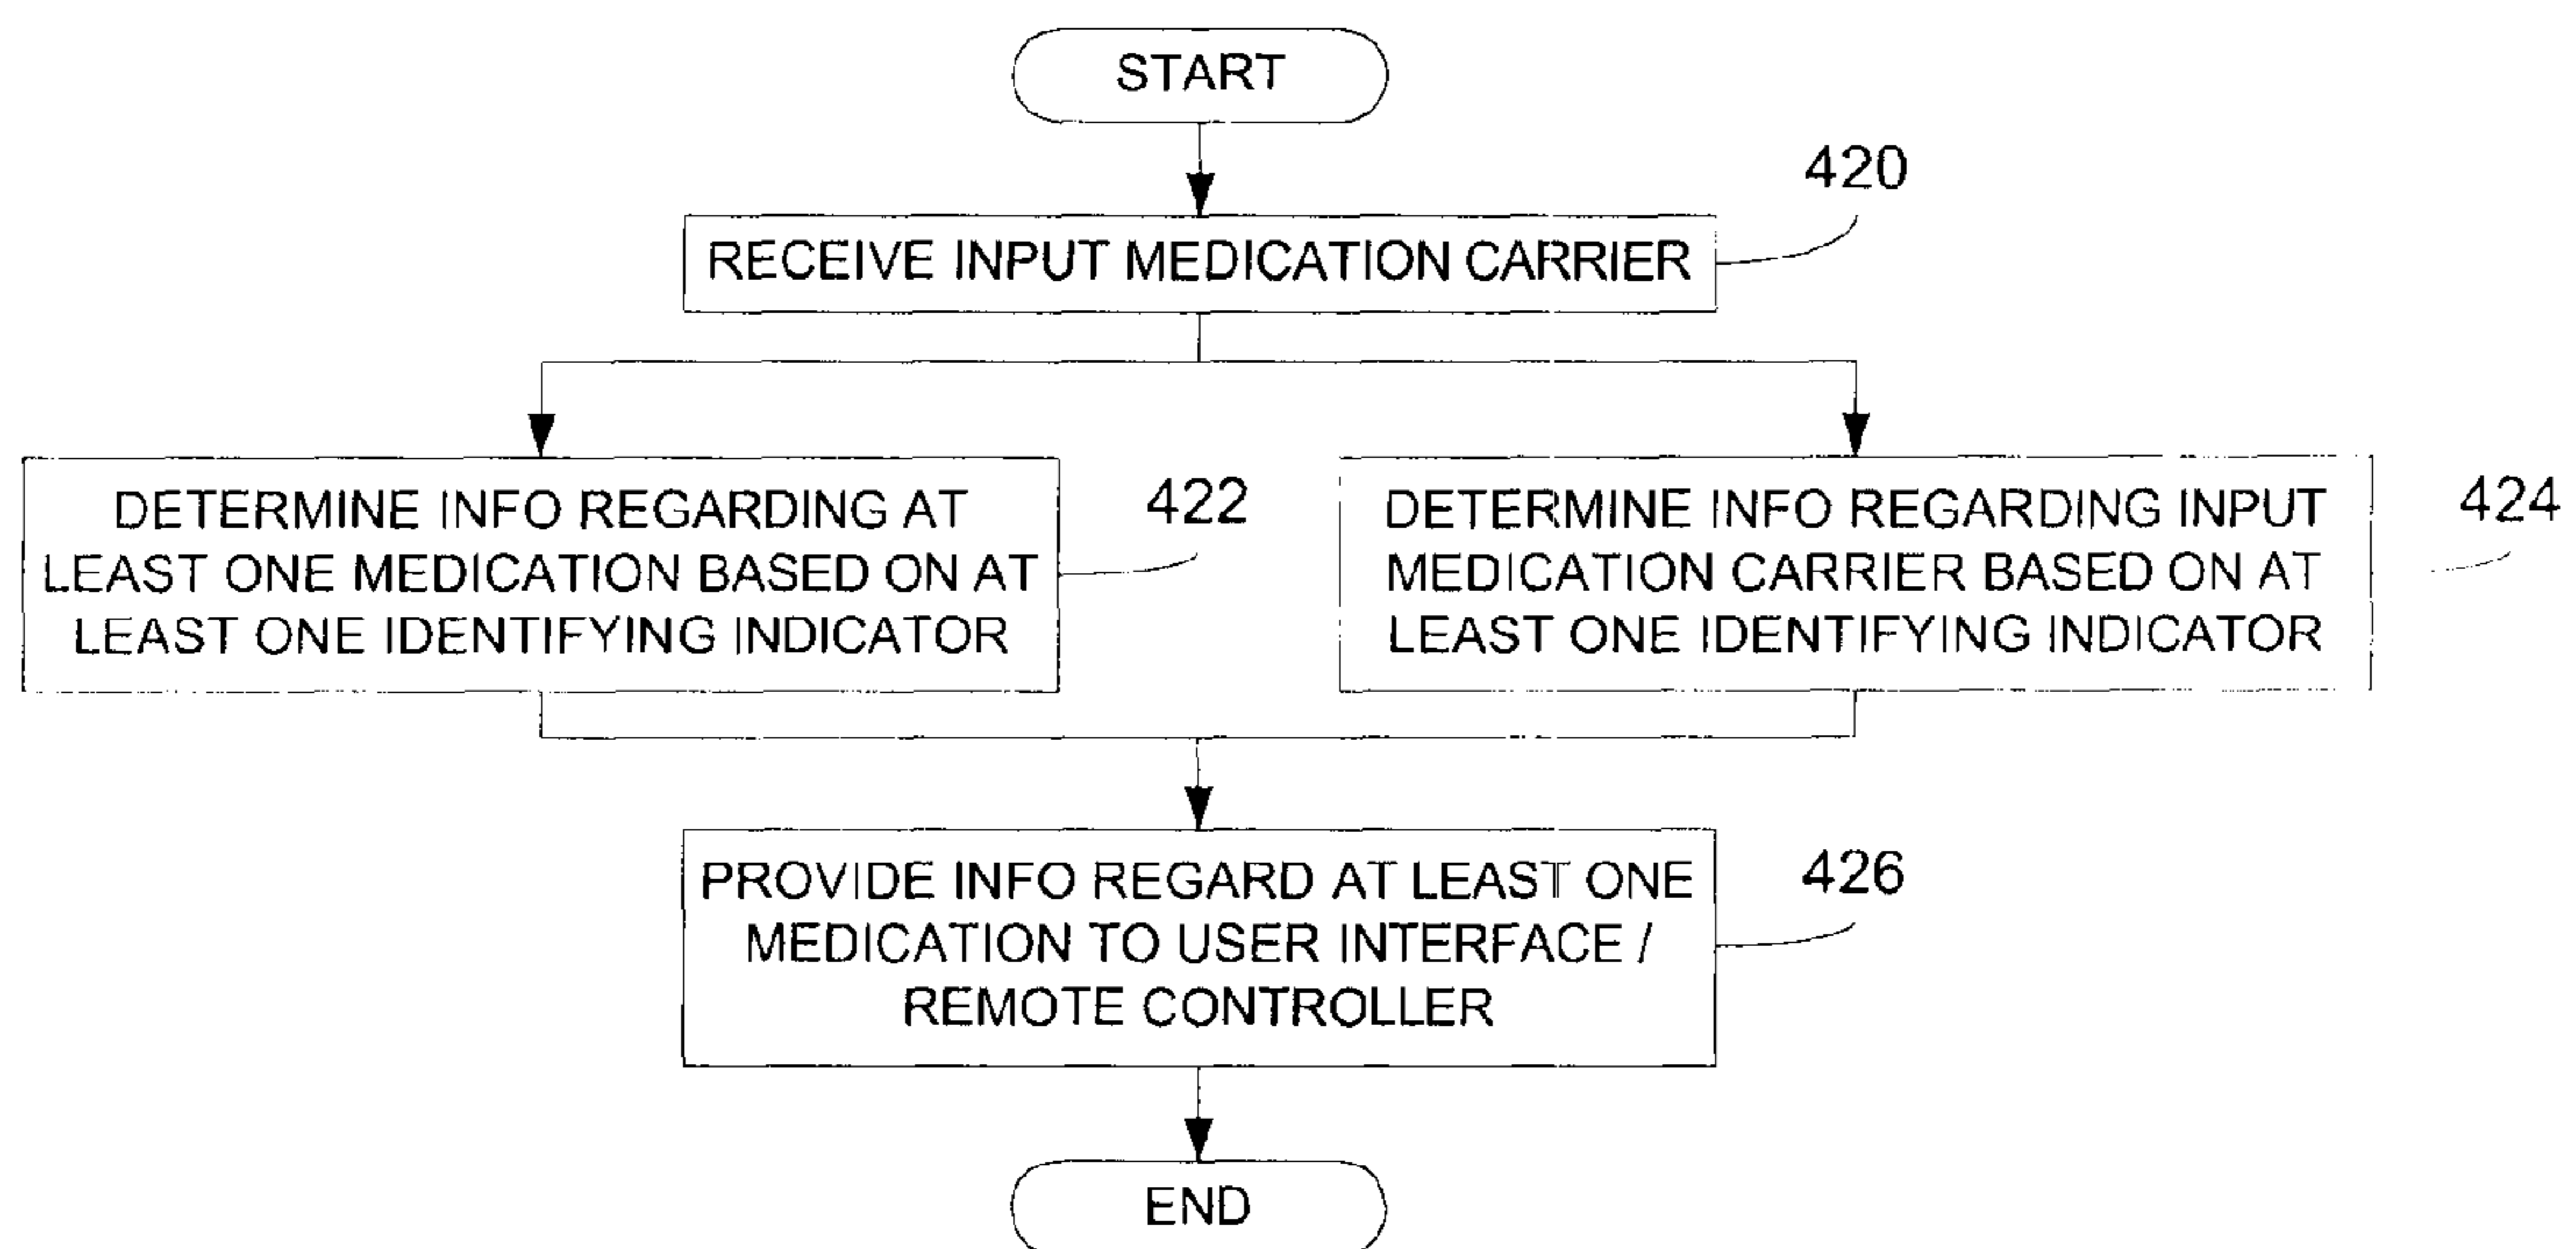 START
420
RECEIVE INPUT MEDICATION CARRIER
DETERMINE INFO REGARDING AT
LEAST ONE MEDICATION BASED ON AT
LEAST ONE IDENTIFYING INDICATOR
422
DETERMINE INFO REGARDING INPUT
MEDICATION CARRIER BASED ON AT
LEAST ONE IDENTIFYING INDICATOR
424
PROVIDE INFO REGARD AT LEAST ONE
MEDICATION TO USER INTERFACE /
REMOTE CONTROLLER
426
END